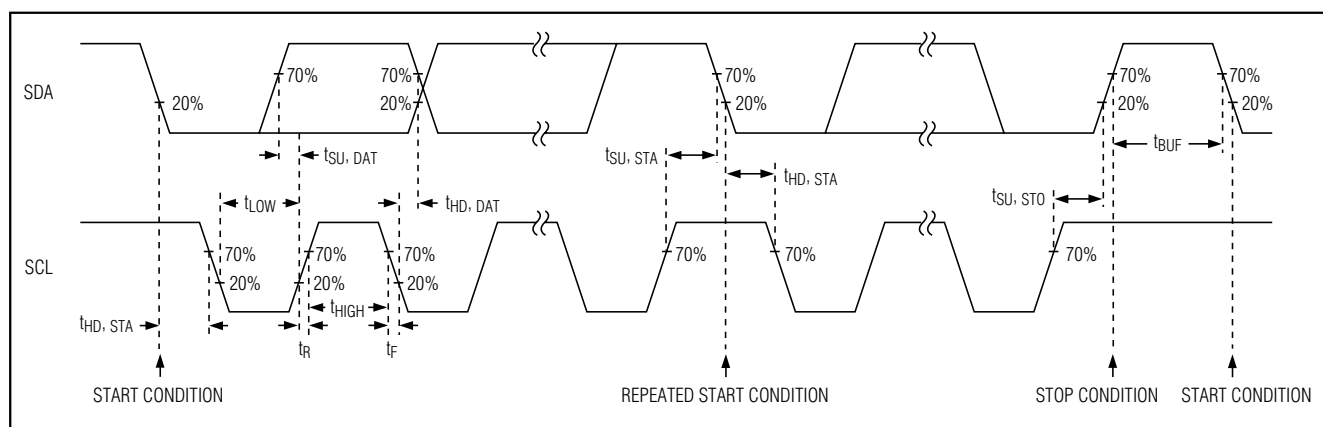 SDA
20%
70%
70%
20%
70%
20%
70%
20%
70%
20%
tSU, DAT
tSU, STA
tHD, STA
tBUF
tLOW
tHD, DAT
tSU, STO
SCL
70%
20%
70%
20%
70%
20%
70%
70%
70%
tHD, STA
tHIGH
tR
tF
START CONDITION
REPEATED START CONDITION
STOP CONDITION
START CONDITION